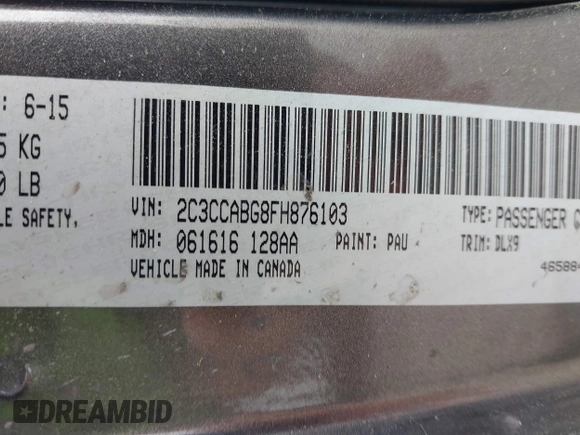 : 6-15
5 KG
0 LB
LE SAFETY,
VIN: 2C3CCABG8FH876103
TYPE: PASSENGER
MDH: 061616 128AA PAINT: PAU
TRIM: DLX9
VEHICLE MADE IN CANADA
46588
DREAMBID